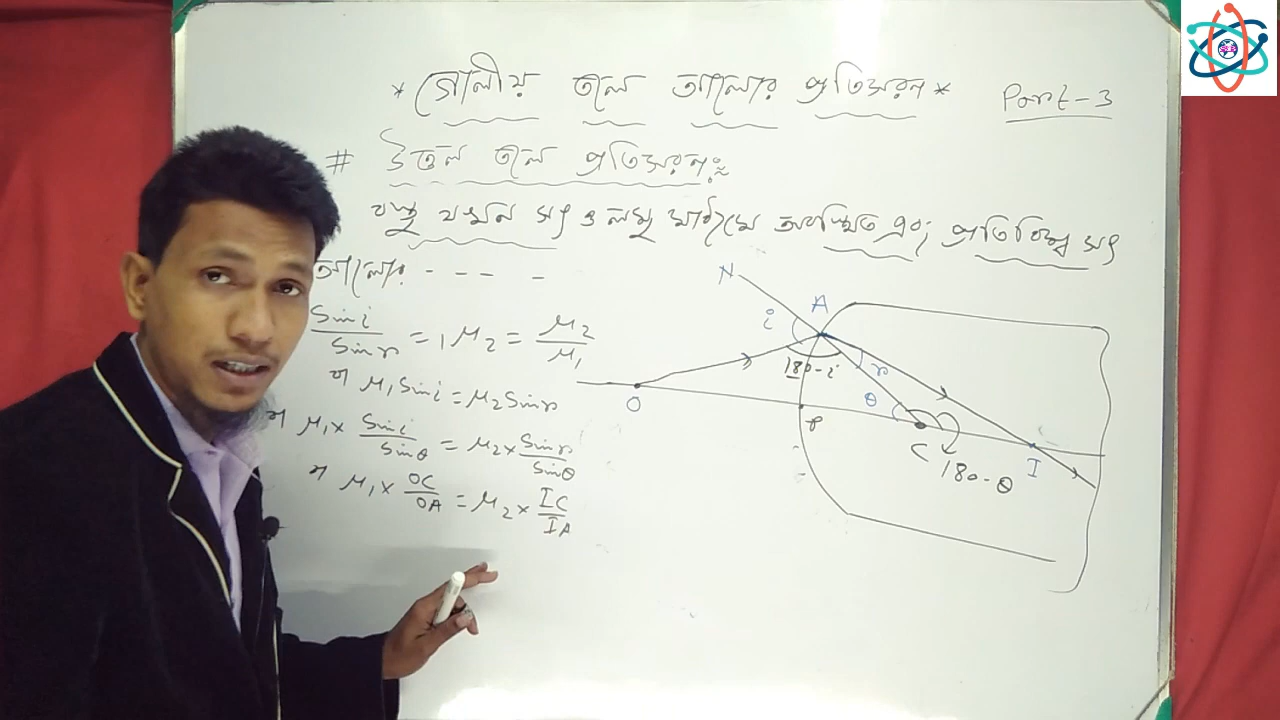 * গোলীয় তলে আলোর প্রতিসরণ * Part-3
# উত্তল তলে প্রতিসরণঃ
বস্তু যখন সৎ ও লঘু মাধ্যমে অবস্থিত এবং প্রতিবিম্ব সৎ
আলোর - - - -
Sin i / Sin r = ₁μ₂ = μ₂ / μ₁
বা μ₁ Sin i = μ₂ Sin r
বা μ₁ × Sin i / Sin θ = μ₂ × Sin r / Sin θ
বা μ₁ × OC / OA = μ₂ × IC / IA
N
A
i
180-i
r
θ
O
P
C
180-θ
I